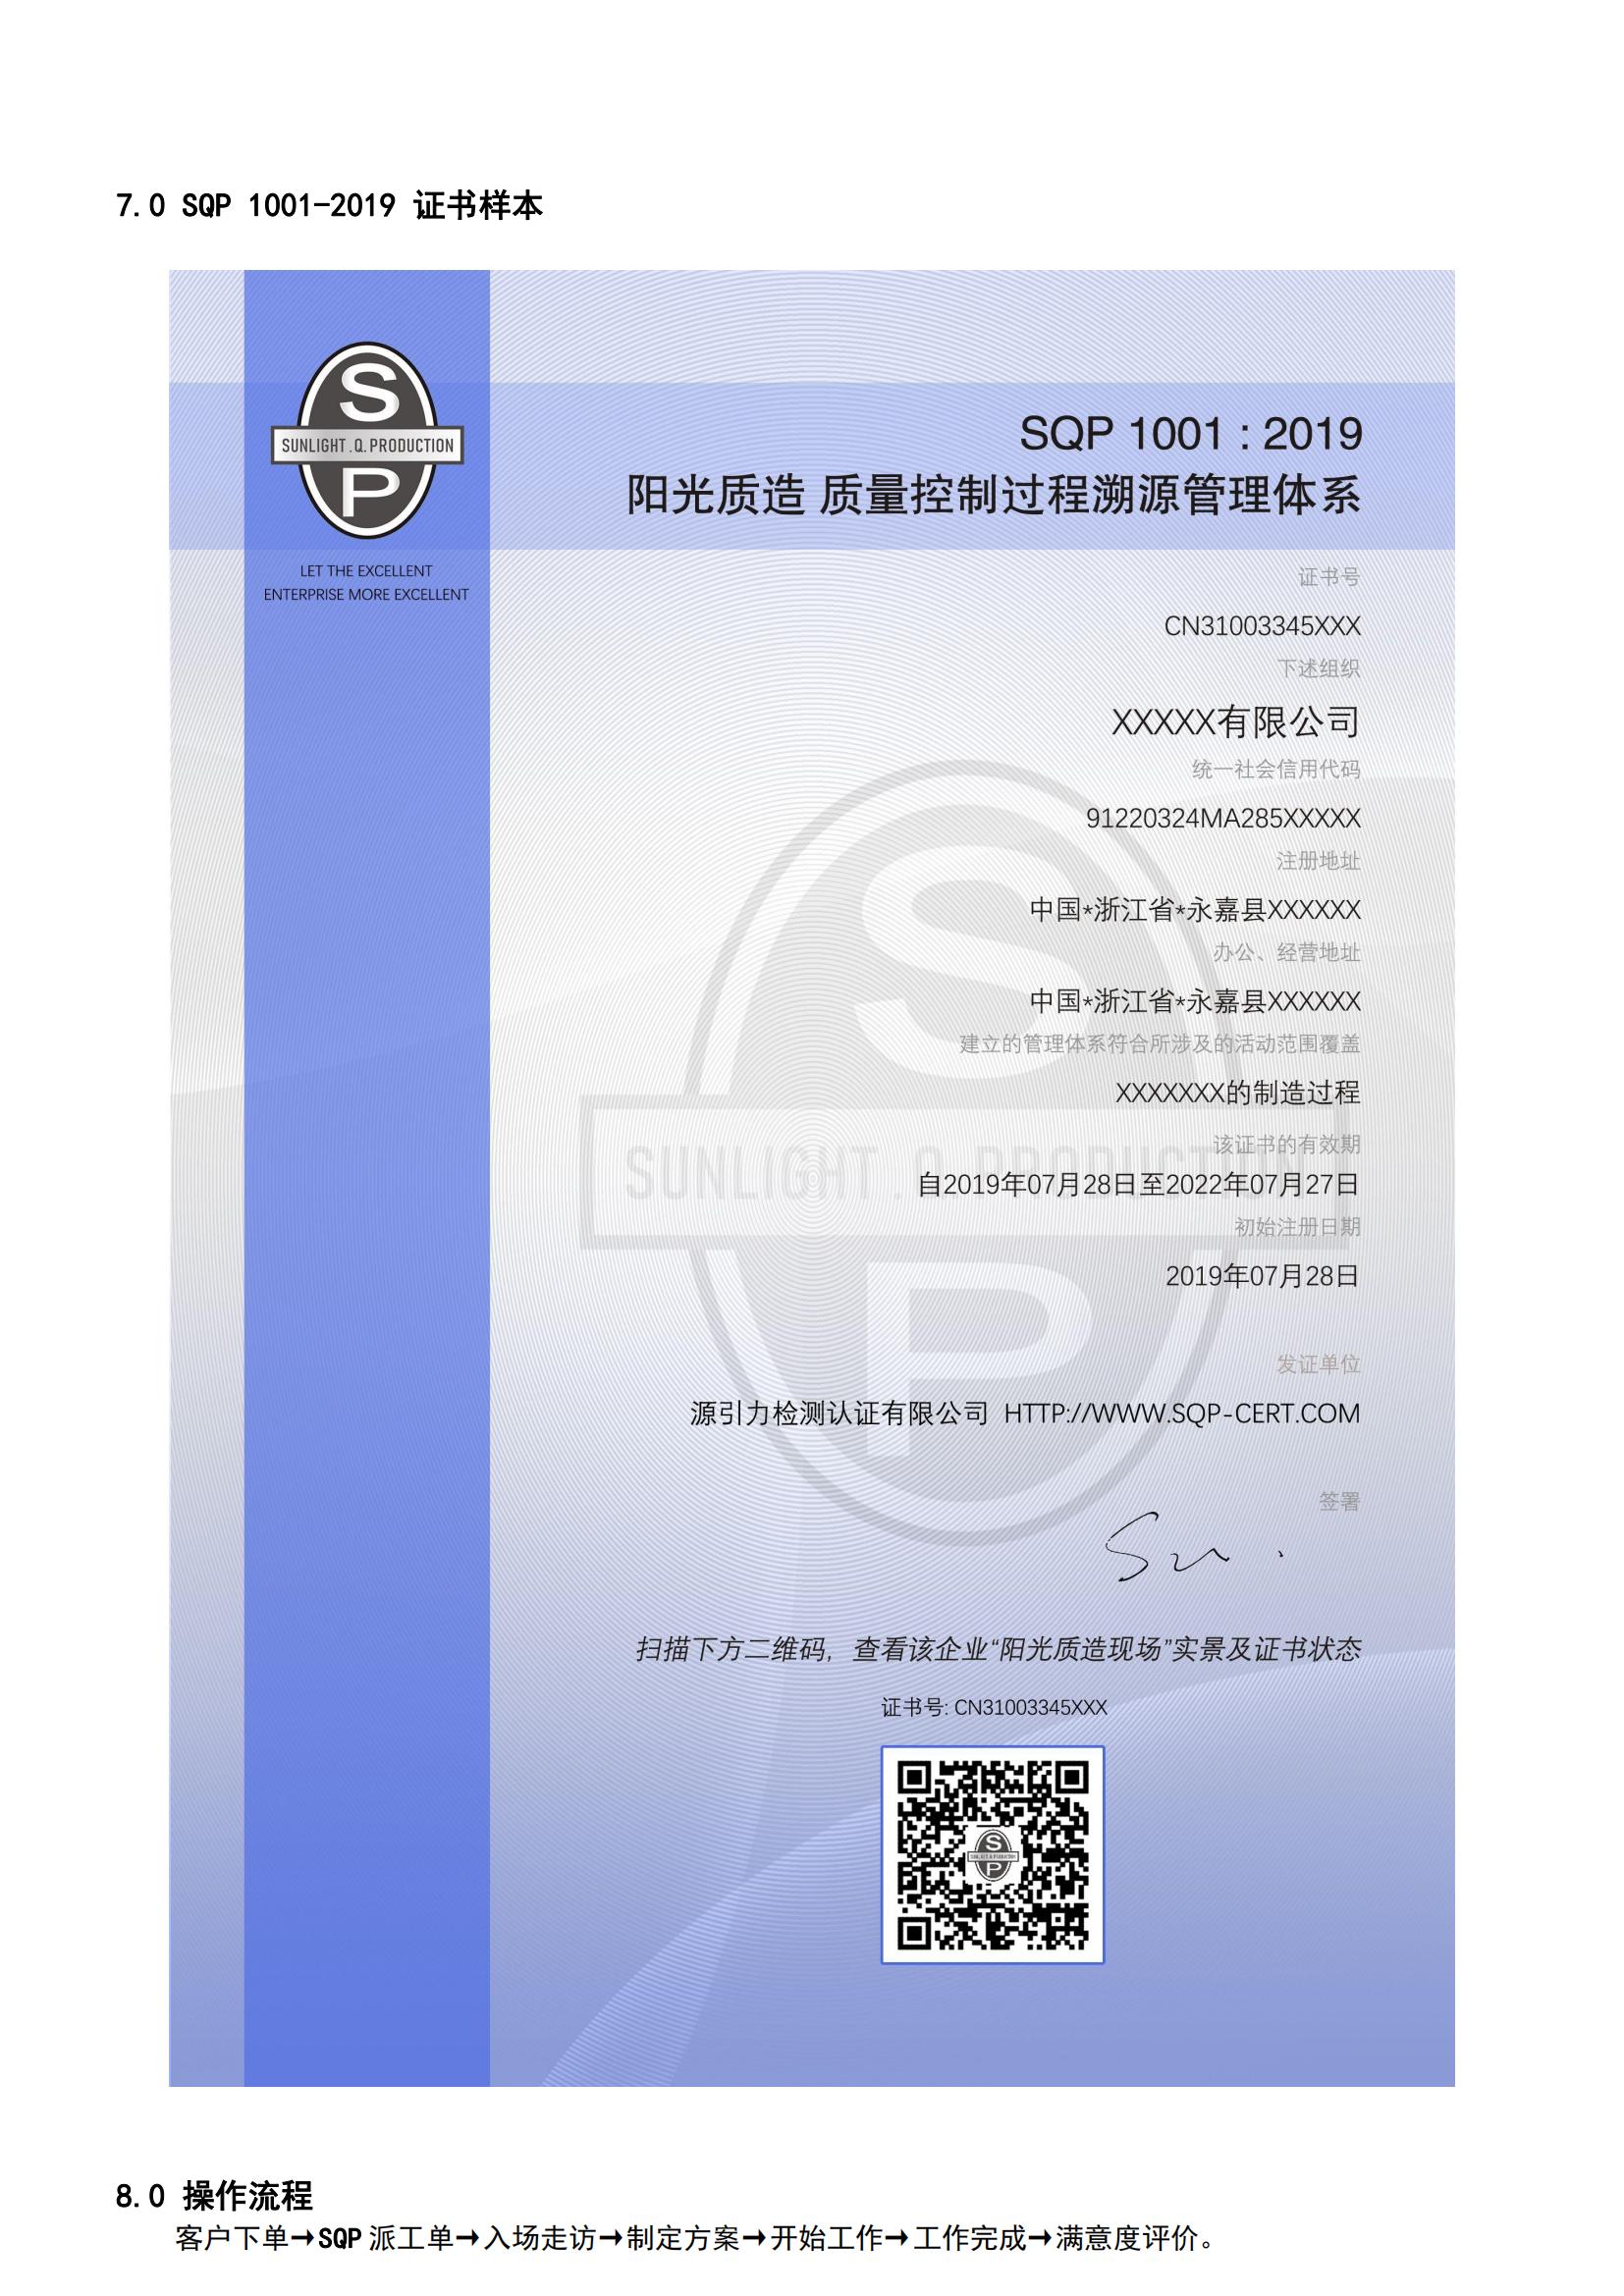 7.0 SQP 1001-2019 证书样本
S
SUNLIGHT.Q.PRODUCTION
P
LET THE EXCELLENT
ENTERPRISE MORE EXCELLENT
SQP 1001 : 2019
阳光质造 质量控制过程溯源管理体系
证书号
CN31003345XXX
下述组织
XXXXX有限公司
统一社会信用代码
91220324MA285XXXXX
注册地址
中国*浙江省*永嘉县XXXXXX
办公、经营地址
中国*浙江省*永嘉县XXXXXX
建立的管理体系符合所涉及的活动范围覆盖
XXXXXXX的制造过程
该证书的有效期
自2019年07月28日至2022年07月27日
初始注册日期
2019年07月28日
发证单位
源引力检测认证有限公司 HTTP://WWW.SQP-CERT.COM
签署
扫描下方二维码，查看该企业“阳光质造现场”实景及证书状态
证书号: CN31003345XXX
S
P
8.0 操作流程
客户下单→SQP 派工单→入场走访→制定方案→开始工作→工作完成→满意度评价。